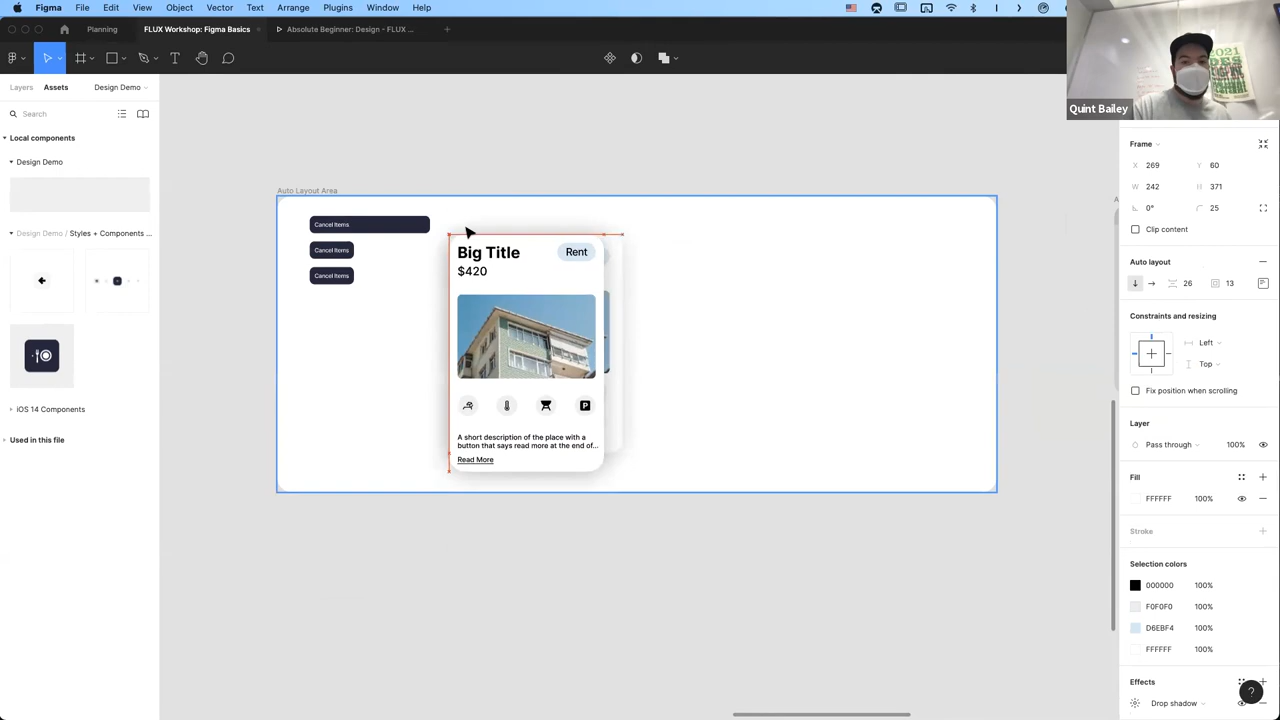 Figma File Edit View Object Vector Text Arrange Plugins Window Help
Planning
FLUX Workshop: Figma Basics
Absolute Beginner: Design - FLUX ...
2021
Quint Bailey
Layers Assets Design Demo
Search
Local components
Design Demo
Design Demo / Styles + Components ...
iOS 14 Components
Used in this file
Auto Layout Area
Cancel Items
Cancel Items
Cancel Items
Big Title
Rent
$420
P
A short description of the place with a
button that says read more at the end of...
Read More
Frame
X 269 Y 60
W 242 H 371
0° 25
Clip content
Auto layout
26 13
Constraints and resizing
Left
Top
Fix position when scrolling
Layer
Pass through 100%
Fill
FFFFFF 100%
Stroke
Selection colors
000000 100%
F0F0F0 100%
D6EBF4 100%
FFFFFF 100%
Effects
Drop shadow
?